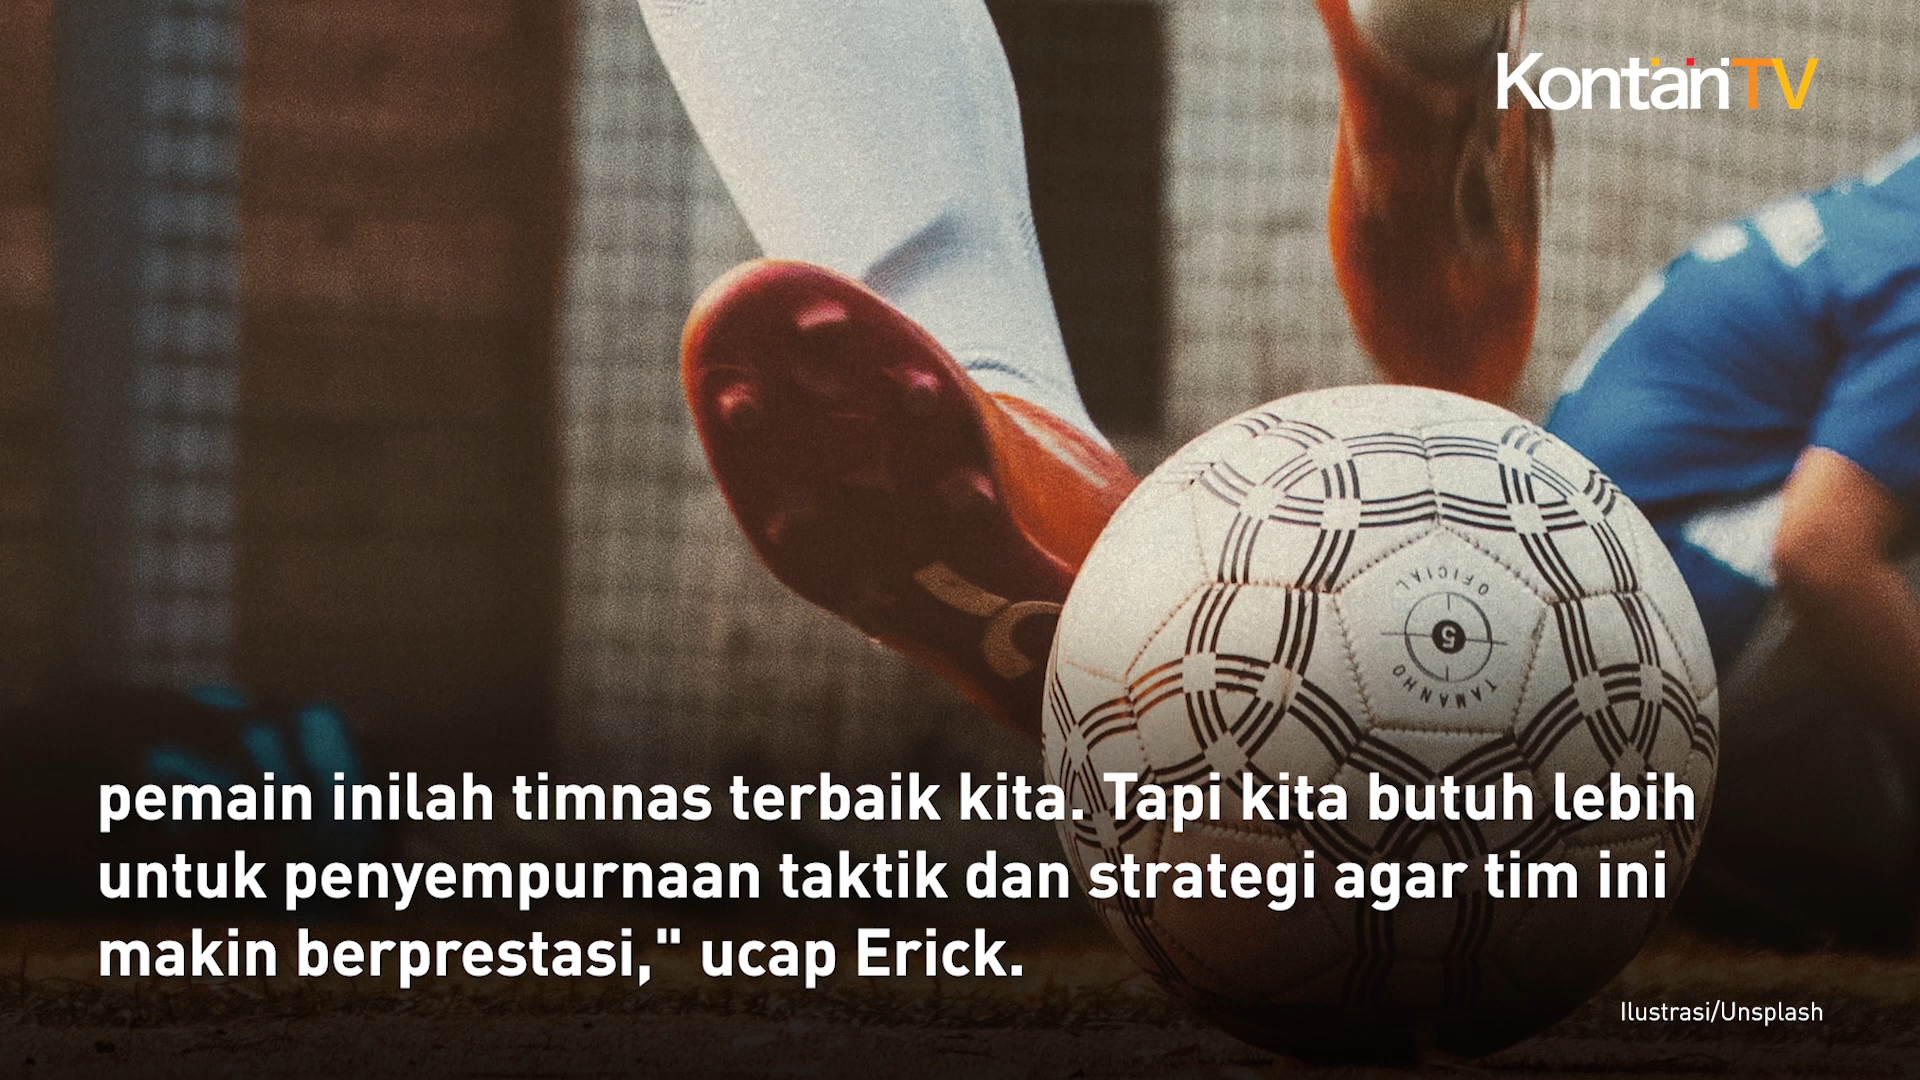 KontanTV
OFICIAL
5
TAMANHO
pemain inilah timnas terbaik kita. Tapi kita butuh lebih
untuk penyempurnaan taktik dan strategi agar tim ini
makin berprestasi," ucap Erick.
Ilustrasi/Unsplash